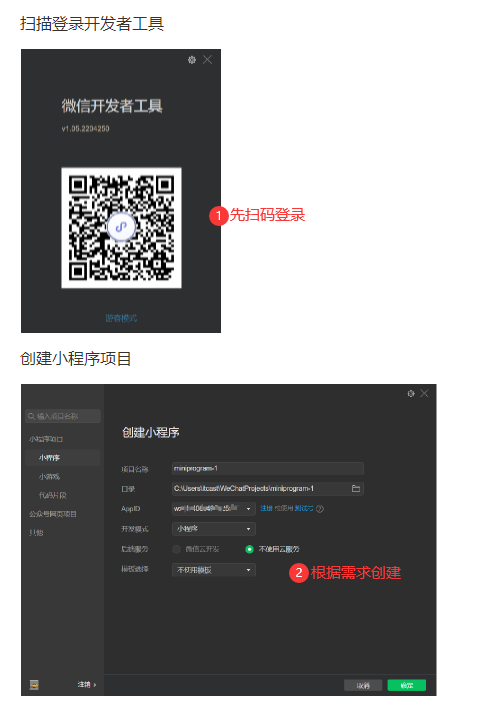 扫描登录开发者工具
微信开发者工具
v1.05.2204250
1 先扫码登录
游客模式
创建小程序项目
输入项目名称
小程序项目
小程序
小游戏
代码片段
公众号网页项目
其他
注销 ›
创建小程序
项目名称 miniprogram-1
目录 C:\Users\itcast\WeChatProjects\miniprogram-1
AppID 注册 或使用 测试号 ?
开发模式 小程序
后端服务 微信云开发 不使用云服务
模板选择 不使用模板
2 根据需求创建
取消 确定